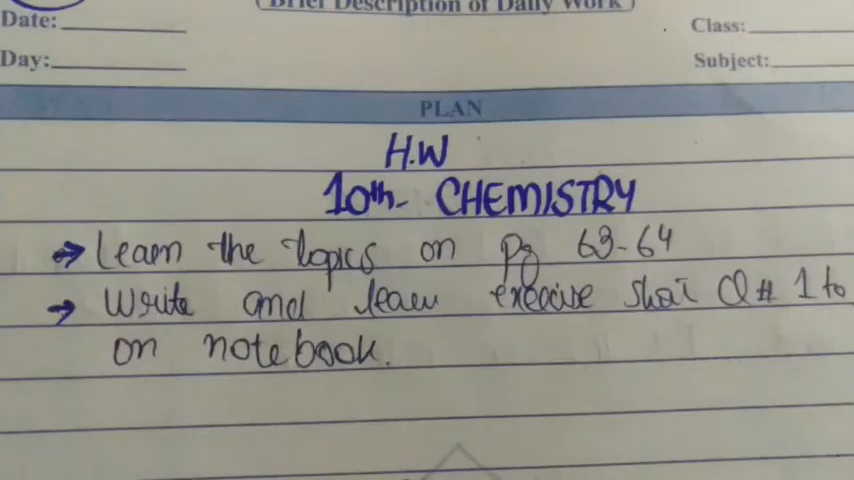 Brief Description of Daily Work
Date:
Class:
Day:
Subject:
PLAN
H.W
10th- CHEMISTRY
→ Learn the topics on Pg 63-64
→ Write and learn exercise Q# 1 to
on notebook.